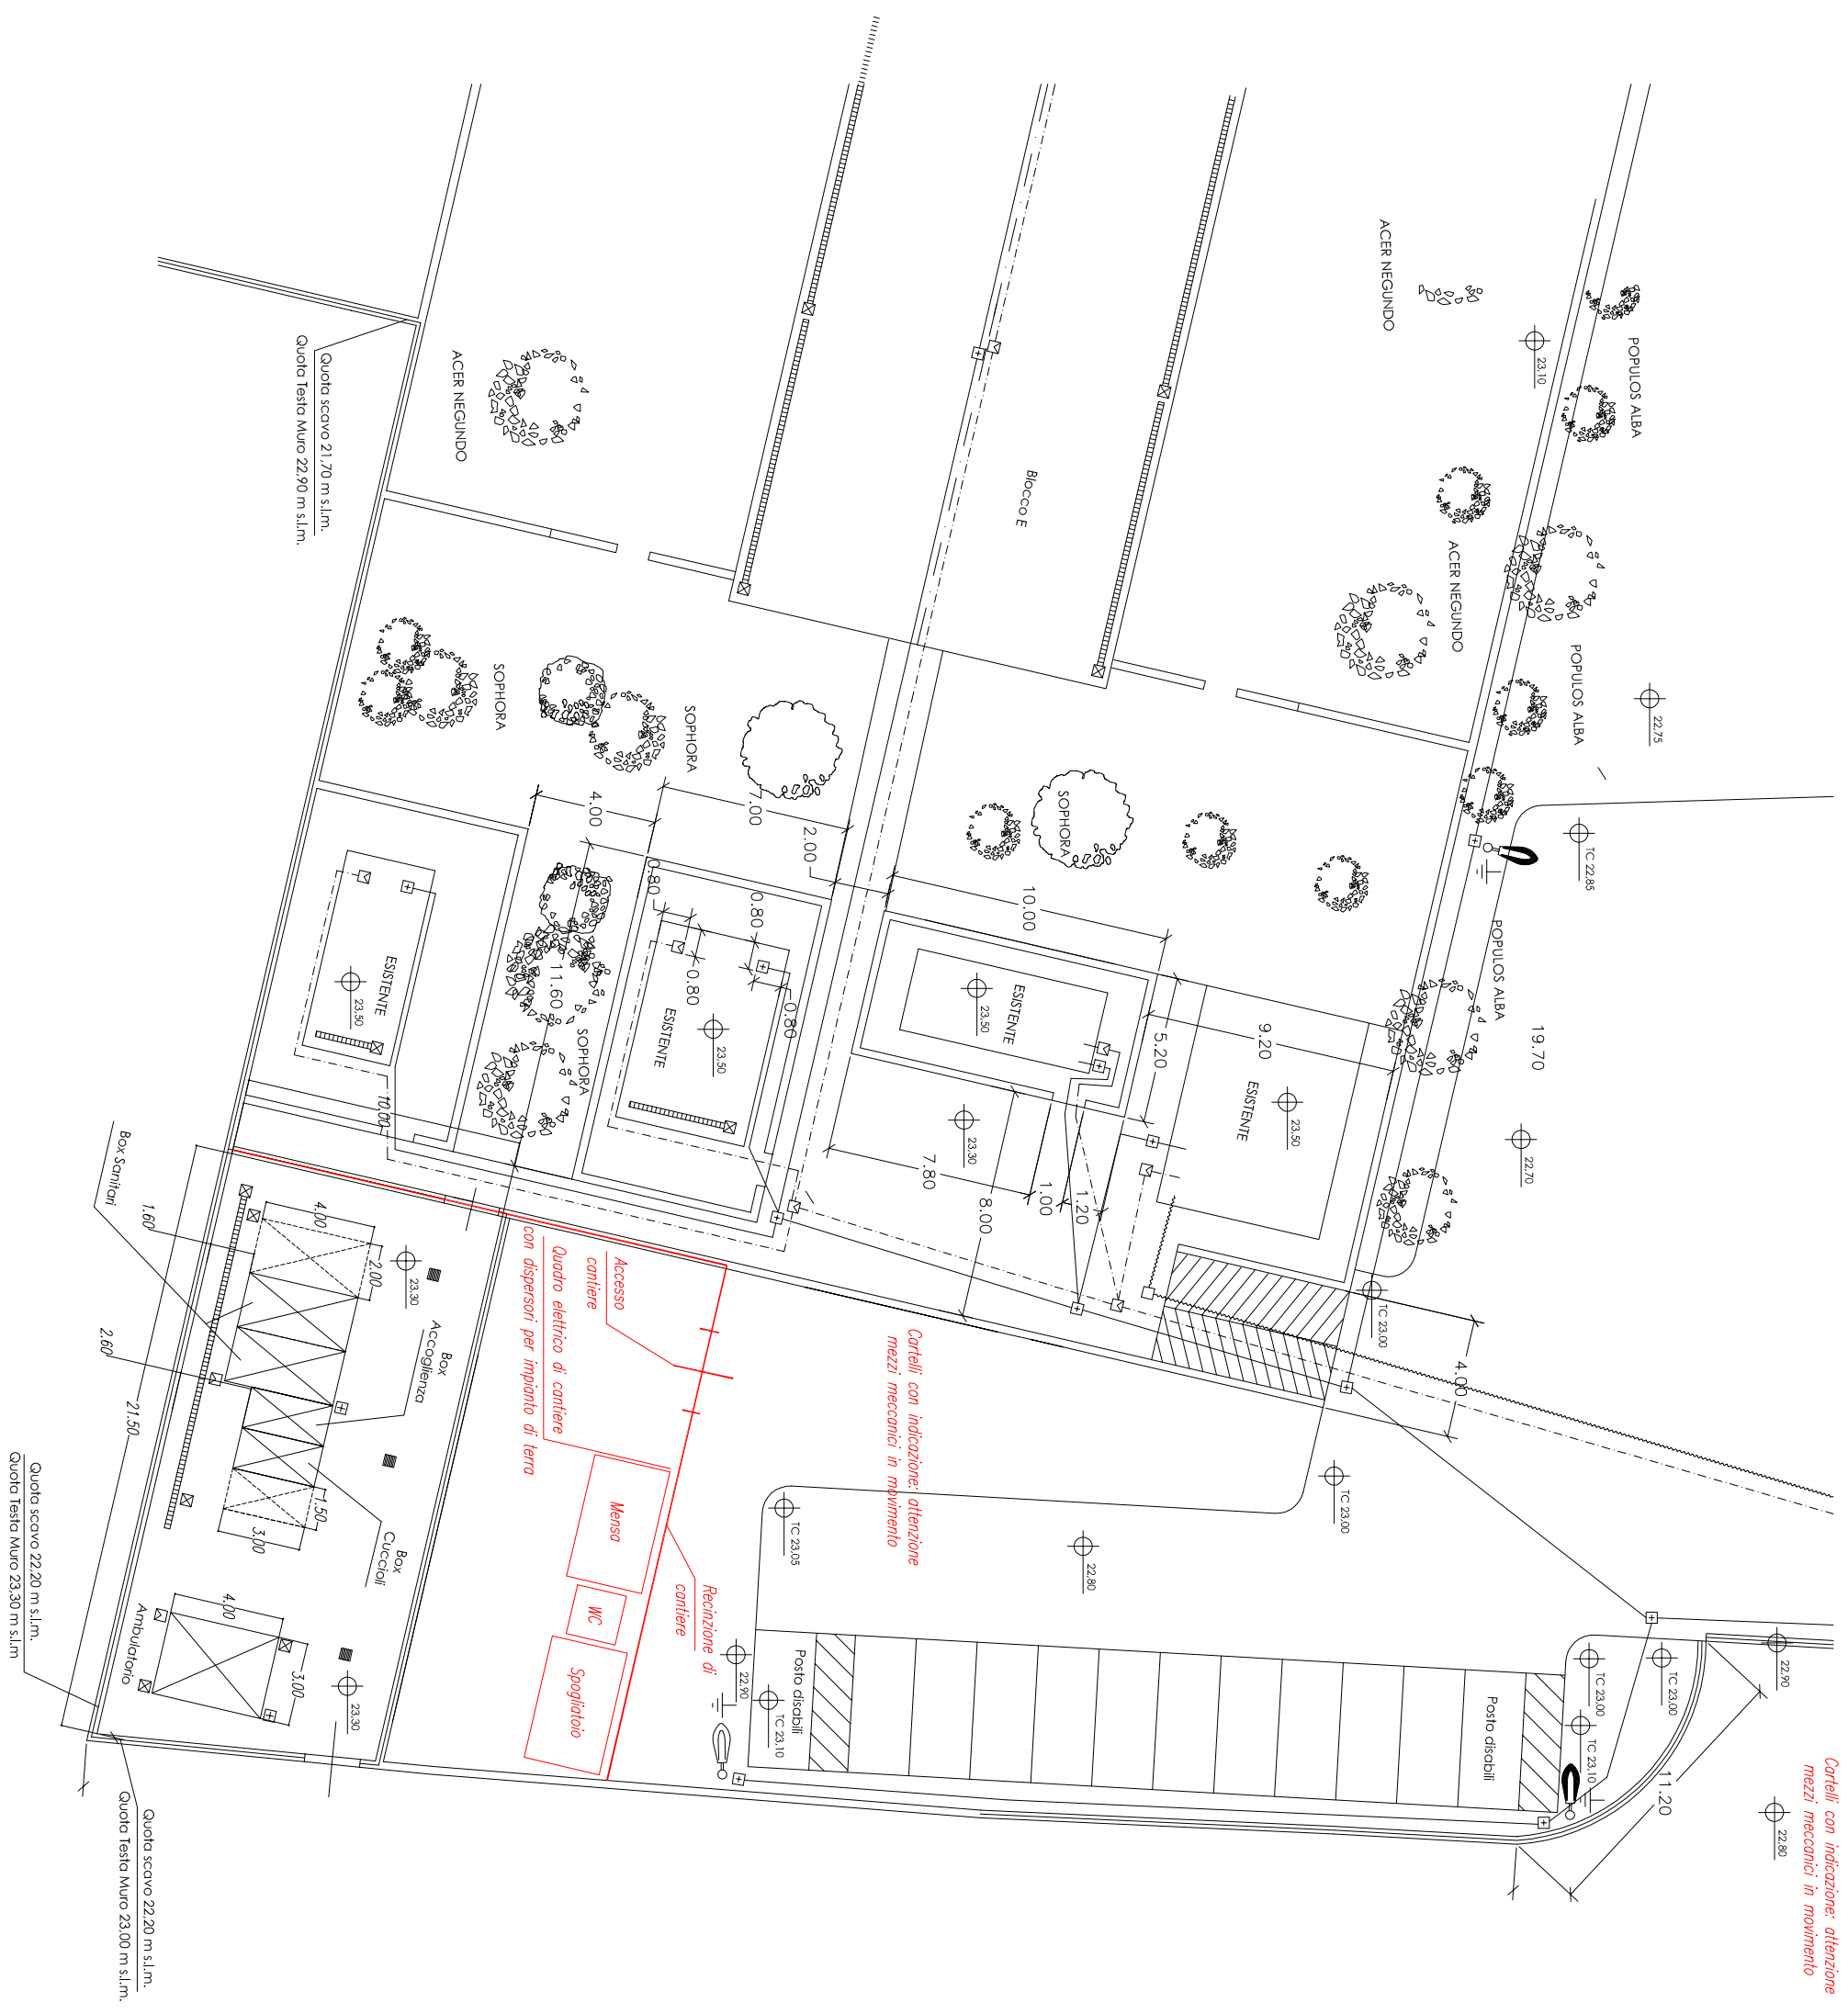 ACER NEGUNDO
POPULOS ALBA
23,10
Quota scavo 21,70 m s.l.m.
Quota Testa Muro 22,90 m s.l.m.
ACER NEGUNDO
Blocco E
ACER NEGUNDO
POPULOS ALBA
22,75
SOPHORA
SOPHORA
SOPHORA
TC 22,85
POPULOS ALBA
4.00
7.00
2.00
10.00
0.80
0.80
0.80
0.80
11.60
ESISTENTE
23,50
SOPHORA
ESISTENTE
23,50
ESISTENTE
23,50
5.20
9.20
ESISTENTE
23,50
19.70
22,70
10.00
23,30
7.80
8.00
1.00
1.20
TC 23,00
4.00
Box Sanitari
1.60
4.00
2.00
23,30
Box
Accoglienza
2.60
21.50
1.50
3.00
Box
Cuccioli
Accesso
cantiere
Quadro elettrico di cantiere
con dispersori per impianto di terra
Cartelli con indicazione: attenzione
mezzi meccanici in movimento
Mensa
WC
Spogliatoio
Recinzione di
cantiere
TC 23,05
22,80
TC 23,00
Quota scavo 22,20 m s.l.m.
Quota Testa Muro 23,30 m s.l.m
Ambulatorio
4.00
3.00
23,30
22,90
TC 23,10
Posto disabili
Posto disabili
TC 23,00
TC 23,00
TC 23,10
22,90
11.20
22,80
Quota scavo 22,20 m s.l.m.
Quota Testa Muro 23,00 m s.l.m.
Cartelli con indicazione: attenzione
mezzi meccanici in movimento